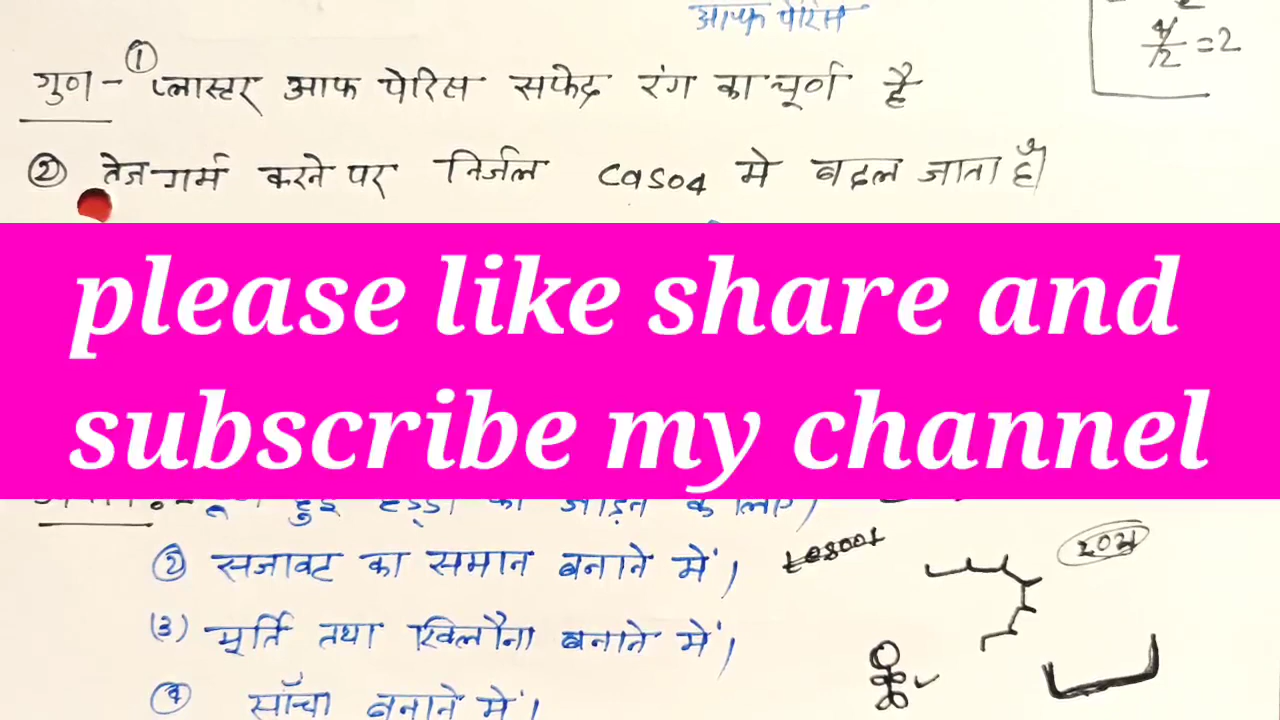 आफ पेरिस
4/2 = 2
गुण - ① प्लास्टर आफ पेरिस सफेद रंग का चूर्ण है
② तेज गर्म करने पर निर्जल CaSO4 मे बदल जाता है।
please like share and
subscribe my channel
हुई हड्डी को जोड़ने के लिए।
② सजावट का समान बनाने में।
(3) मूर्ति तथा खिलौना बनाने में।
④ साँचा बनाने में।